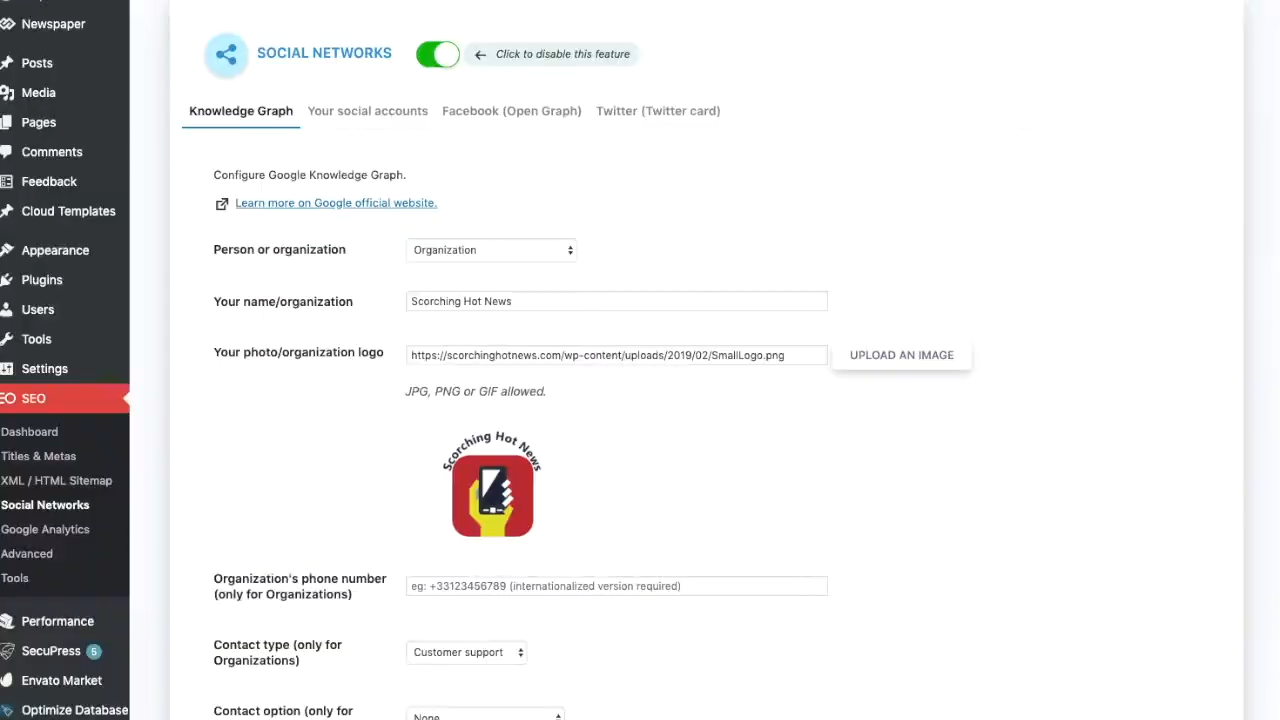 Newspaper
Posts
Media
Pages
Comments
Feedback
Cloud Templates
Appearance
Plugins
Users
Tools
Settings
SEO
Dashboard
Titles & Metas
XML / HTML Sitemap
Social Networks
Google Analytics
Advanced
Tools
Performance
SecuPress 5
Envato Market
Optimize Database
SOCIAL NETWORKS
Click to disable this feature
Knowledge Graph Your social accounts Facebook (Open Graph) Twitter (Twitter card)
Configure Google Knowledge Graph.
Learn more on Google official website.
Person or organization Organization
Your name/organization Scorching Hot News
Your photo/organization logo https://scorchinghotnews.com/wp-content/uploads/2019/02/SmallLogo.png UPLOAD AN IMAGE
JPG, PNG or GIF allowed.
Scorching Hot News
Organization's phone number
(only for Organizations)
eg: +33123456789 (internationalized version required)
Contact type (only for
Organizations)
Customer support
Contact option (only for
None